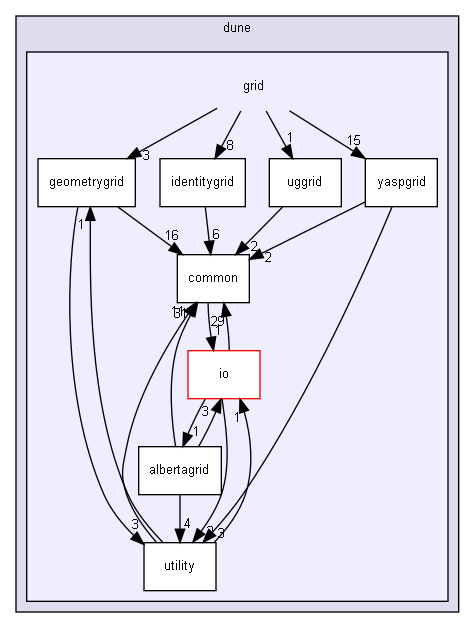 dune
grid
3
8
1
15
geometrygrid
identitygrid
uggrid
yaspgrid
1
16
6
2
2
common
1
io
3
1
1
albertagrid
3
4
3
utility